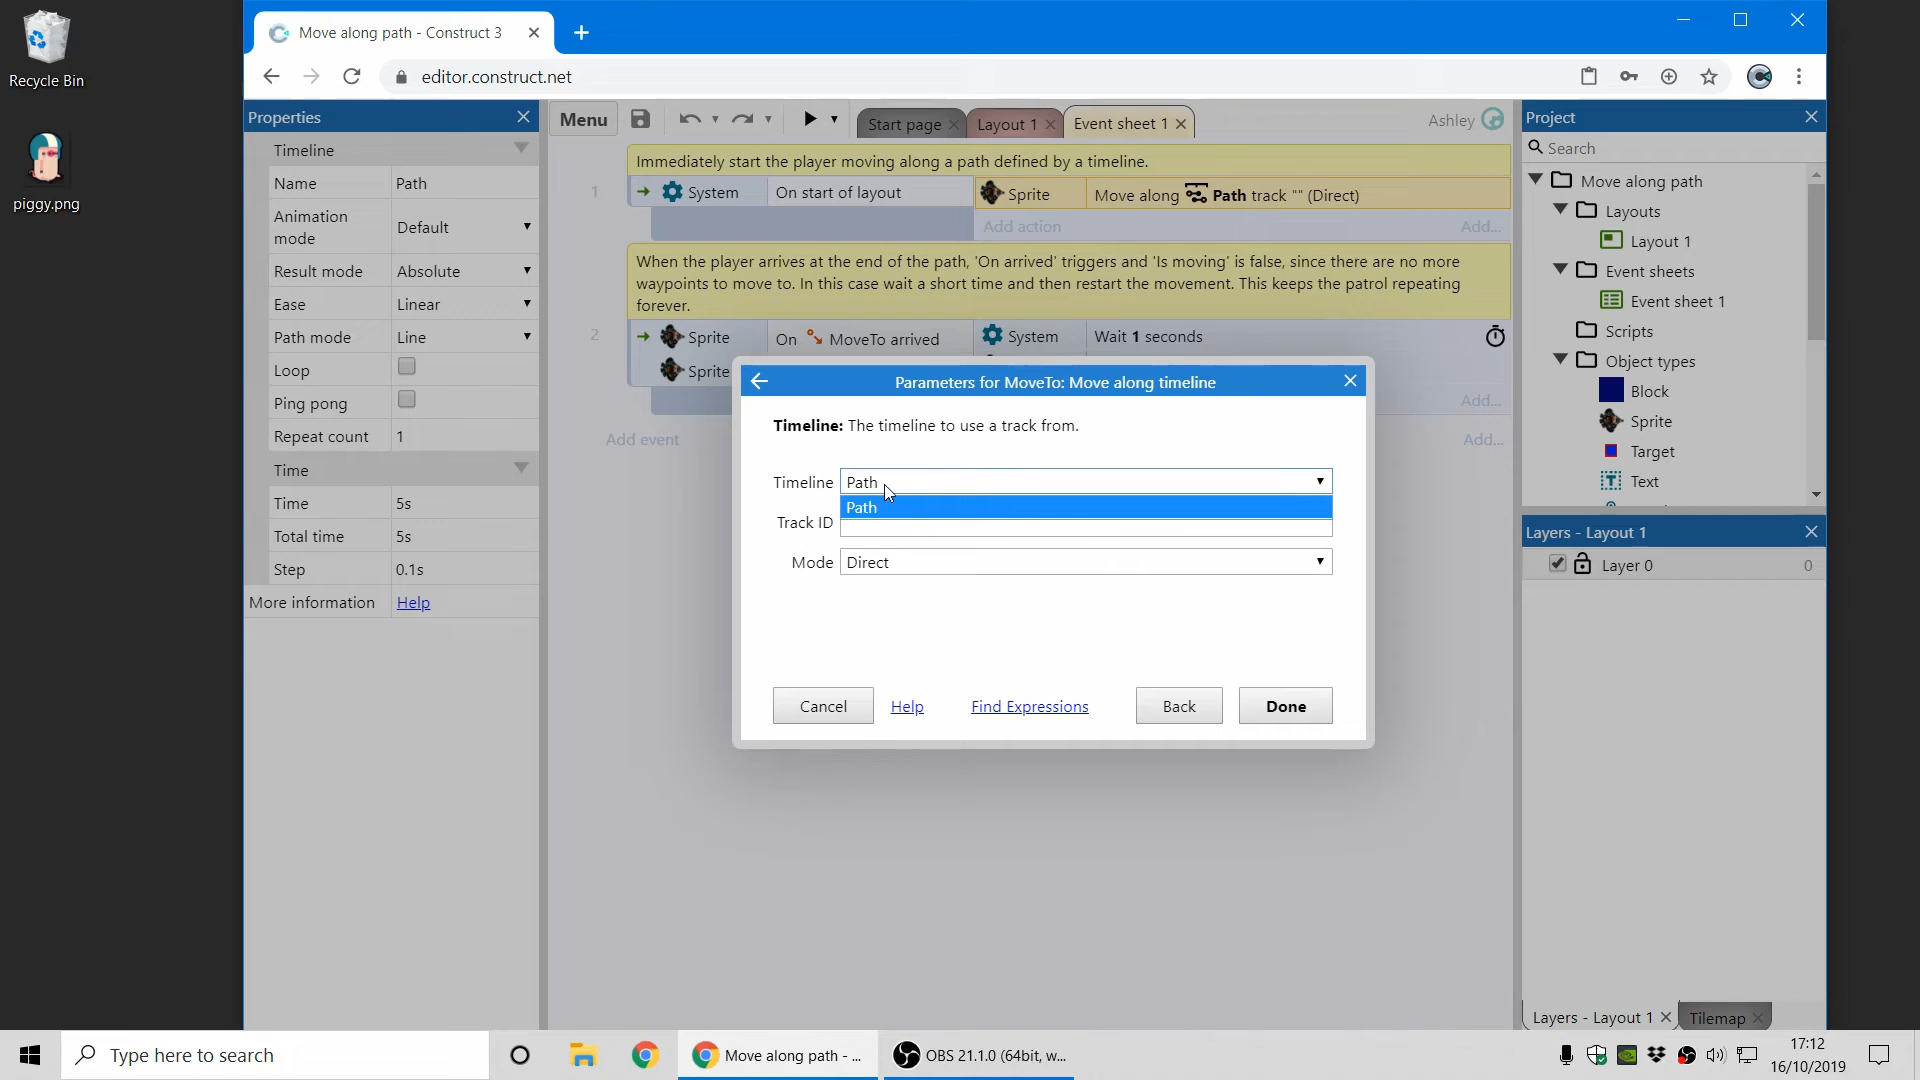 Recycle Bin
piggy.png
Move along path - Construct 3
editor.construct.net
Properties
Timeline
Name Path
Animation mode Default
Result mode Absolute
Ease Linear
Path mode Line
Loop
Ping pong
Repeat count 1
Time
Time 5s
Total time 5s
Step 0.1s
More information Help
Menu
Start page
Layout 1
Event sheet 1
Ashley
Immediately start the player moving along a path defined by a timeline.
1 System On start of layout Sprite Move along Path track "" (Direct)
Add action Add...
When the player arrives at the end of the path, 'On arrived' triggers and 'Is moving' is false, since there are no more
waypoints to move to. In this case wait a short time and then restart the movement. This keeps the patrol repeating
forever.
2 Sprite On MoveTo arrived System Wait 1 seconds
Sprite
Add...
Add event Add...
Parameters for MoveTo: Move along timeline
Timeline: The timeline to use a track from.
Timeline Path
Path
Track ID
Mode Direct
Cancel Help Find Expressions Back Done
Project
Search
Move along path
Layouts
Layout 1
Event sheets
Event sheet 1
Scripts
Object types
Block
Sprite
Target
Text
Layers - Layout 1
Layer 0 0
Layers - Layout 1 Tilemap
Type here to search
Move along path - ...
OBS 21.1.0 (64bit, w...
17:12
16/10/2019